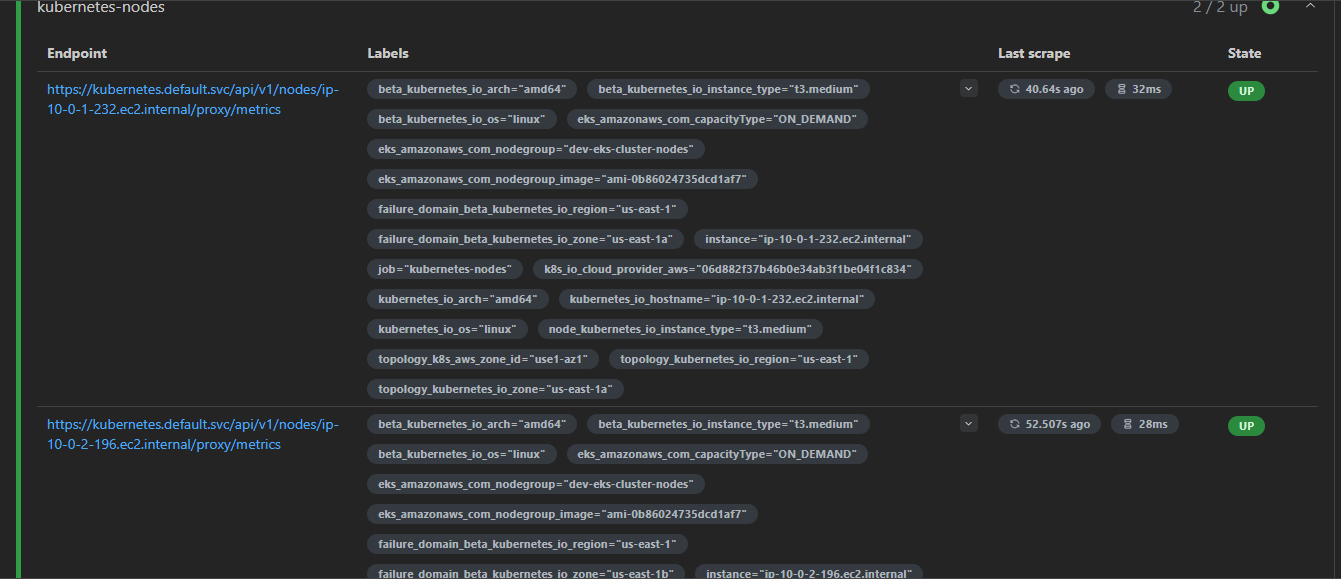 kubernetes-nodes 2 / 2 up
Endpoint Labels Last scrape State
https://kubernetes.default.svc/api/v1/nodes/ip-
10-0-1-232.ec2.internal/proxy/metrics
beta_kubernetes_io_arch="amd64" beta_kubernetes_io_instance_type="t3.medium"
beta_kubernetes_io_os="linux" eks_amazonaws_com_capacityType="ON_DEMAND"
eks_amazonaws_com_nodegroup="dev-eks-cluster-nodes"
eks_amazonaws_com_nodegroup_image="ami-0b86024735dcd1af7"
failure_domain_beta_kubernetes_io_region="us-east-1"
failure_domain_beta_kubernetes_io_zone="us-east-1a" instance="ip-10-0-1-232.ec2.internal"
job="kubernetes-nodes" k8s_io_cloud_provider_aws="06d882f37b46b0e34ab3f1be04f1c834"
kubernetes_io_arch="amd64" kubernetes_io_hostname="ip-10-0-1-232.ec2.internal"
kubernetes_io_os="linux" node_kubernetes_io_instance_type="t3.medium"
topology_k8s_aws_zone_id="use1-az1" topology_kubernetes_io_region="us-east-1"
topology_kubernetes_io_zone="us-east-1a"
40.64s ago 32ms
UP
https://kubernetes.default.svc/api/v1/nodes/ip-
10-0-2-196.ec2.internal/proxy/metrics
beta_kubernetes_io_arch="amd64" beta_kubernetes_io_instance_type="t3.medium"
beta_kubernetes_io_os="linux" eks_amazonaws_com_capacityType="ON_DEMAND"
eks_amazonaws_com_nodegroup="dev-eks-cluster-nodes"
eks_amazonaws_com_nodegroup_image="ami-0b86024735dcd1af7"
failure_domain_beta_kubernetes_io_region="us-east-1"
failure_domain_beta_kubernetes_io_zone="us-east-1b" instance="ip-10-0-2-196.ec2.internal"
52.507s ago 28ms
UP